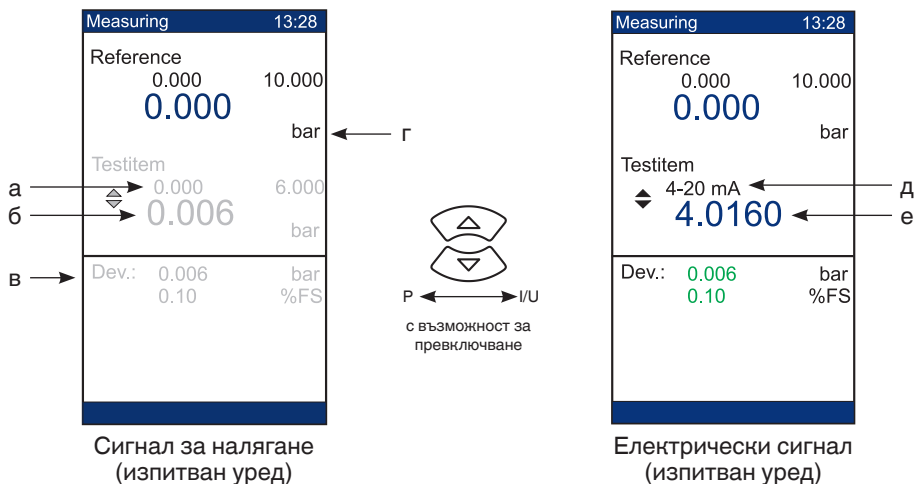 Measuring 13:28
Reference
0.000 10.000
0.000
bar
г
Testitem
а
0.000 6.000
б
0.006
bar
в
Dev.: 0.006 bar
0.10 %FS
Сигнал за налягане
(изпитван уред)
P I/U
с възможност за
превключване
Measuring 13:28
Reference
0.000 10.000
0.000
bar
Testitem
4-20 mA
д
4.0160
е
Dev.: 0.006 bar
0.10 %FS
Електрически сигнал
(изпитван уред)